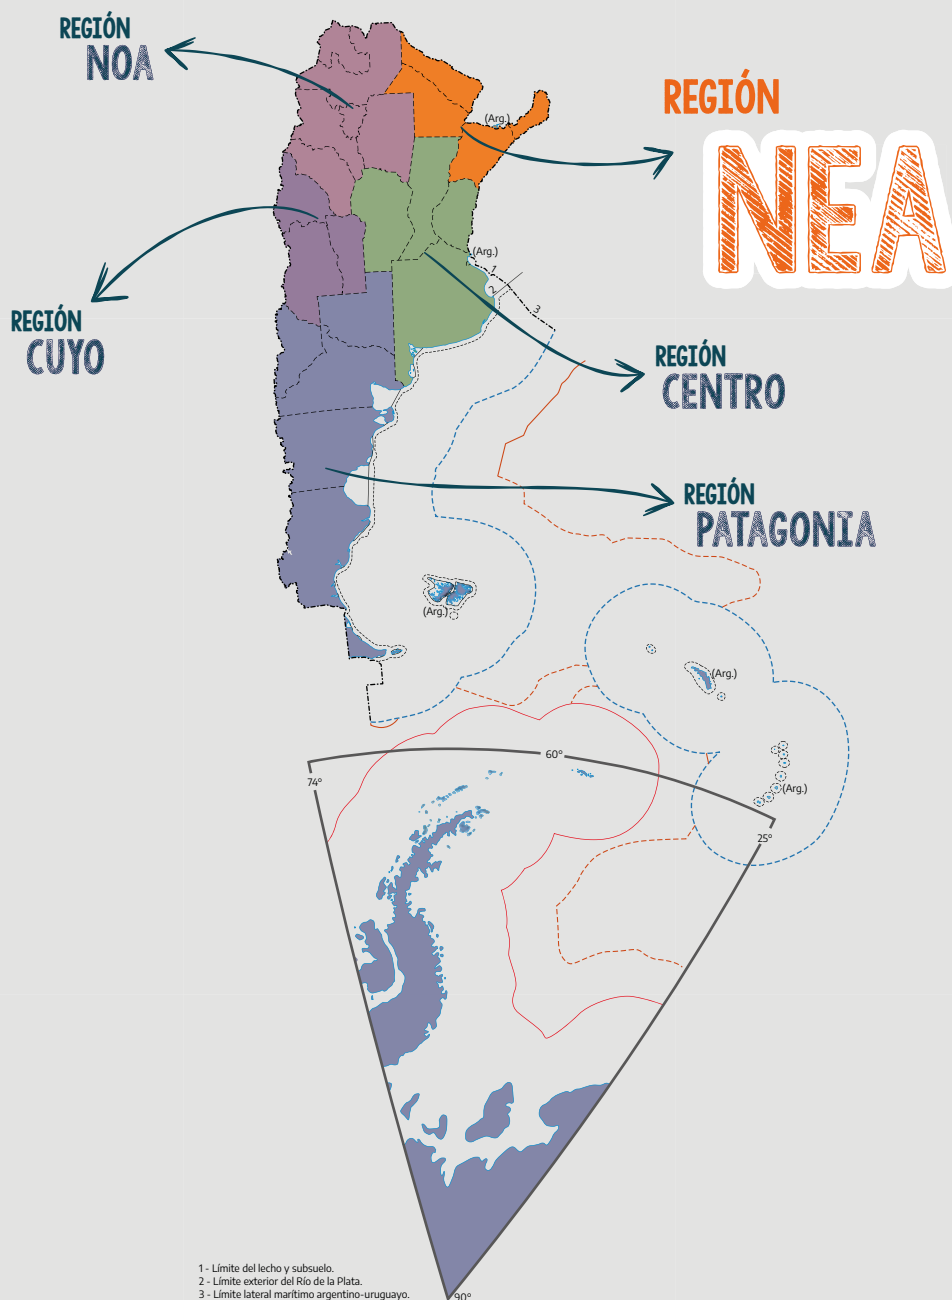 REGIÓN
NOA
REGIÓN
NEA
(Arg.)
(Arg.)
1
2
3
REGIÓN
CUYO
REGIÓN
CENTRO
REGIÓN
PATAGONIA
(Arg.)
(Arg.)
(Arg.)
74°
60°
25°
90°
1 - Límite del lecho y subsuelo.
2 - Límite exterior del Río de la Plata.
3 - Límite lateral marítimo argentino-uruguayo.